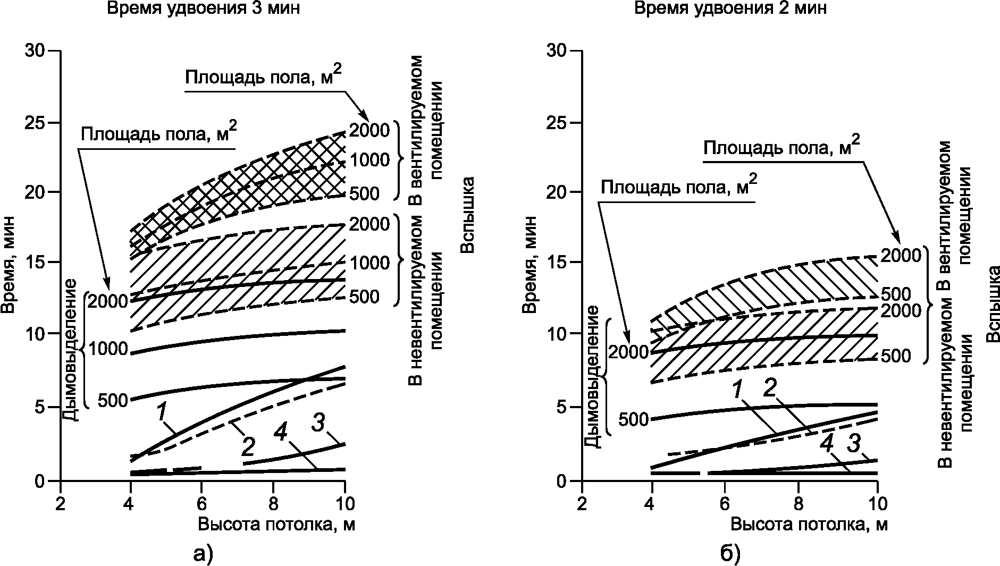 Время удвоения 3 мин
30
25
20
15
10
5
0
2
4
6
8
10
Время, мин
Высота потолка, м
Площадь пола, м²
Площадь пола, м²
2000
1000
500
2000
1000
500
В вентилируемом
помещении
В невентилируемом
помещении
Вспышка
Дымовыделение
2000
1000
500
1
2
3
4
а)
Время удвоения 2 мин
30
25
20
15
10
5
0
2
4
6
8
10
Время, мин
Высота потолка, м
Площадь пола, м²
Площадь пола, м²
2000
500
2000
500
В вентилируемом
помещении
В невентилируемом
помещении
Вспышка
Дымовыделение
2000
500
1
2
4
3
б)